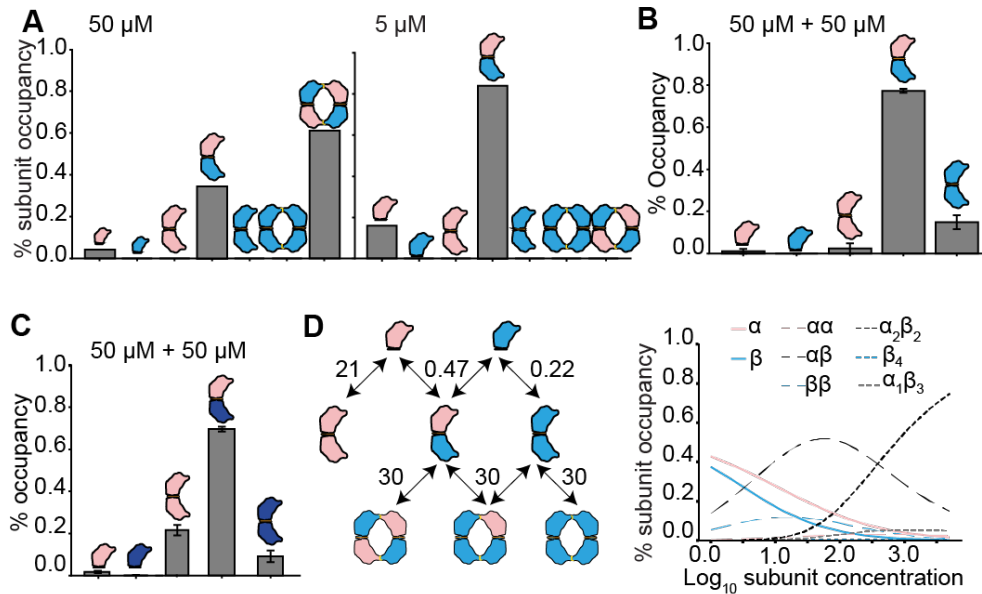 A
50 μM
5 μM
% subunit occupancy
1.0
0.8
0.6
0.4
0.2
0.0
B
50 μM + 50 μM
% Occupancy
1.0
0.8
0.6
0.4
0.2
0.0
C
50 μM + 50 μM
% occupancy
1.0
0.8
0.6
0.4
0.2
0.0
D
21
0.47
0.22
30
30
30
α
αα
α2β2
β
αβ
β4
ββ
α1β3
% subunit occupancy
1.0
0.8
0.6
0.4
0.2
0.0
0.0
1.0
2.0
3.0
Log10 subunit concentration